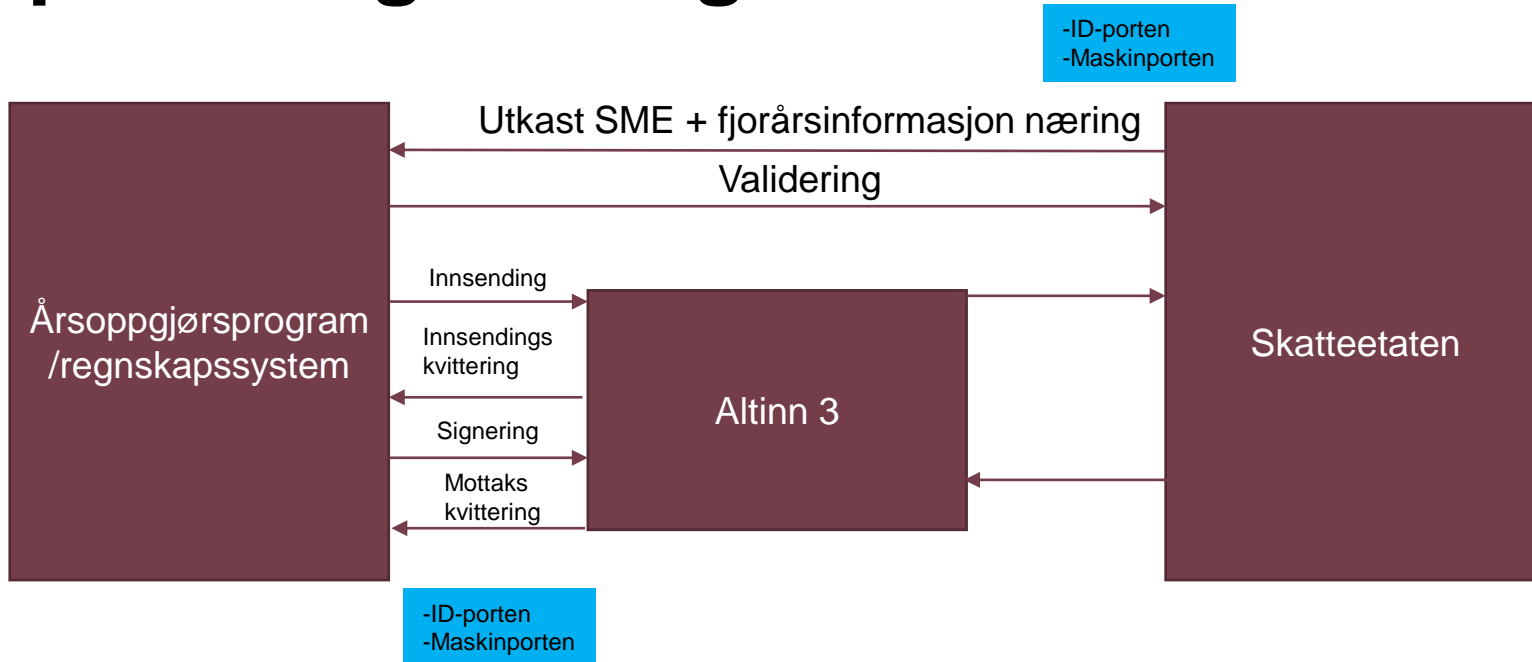 -ID-porten
-Maskinporten
Utkast SME + fjorårsinformasjon næring
Validering
Årsoppgjørsprogram
/regnskapssystem
Innsending
Innsendings
kvittering
Signering
Mottaks
kvittering
Altinn 3
Skatteetaten
-ID-porten
-Maskinporten